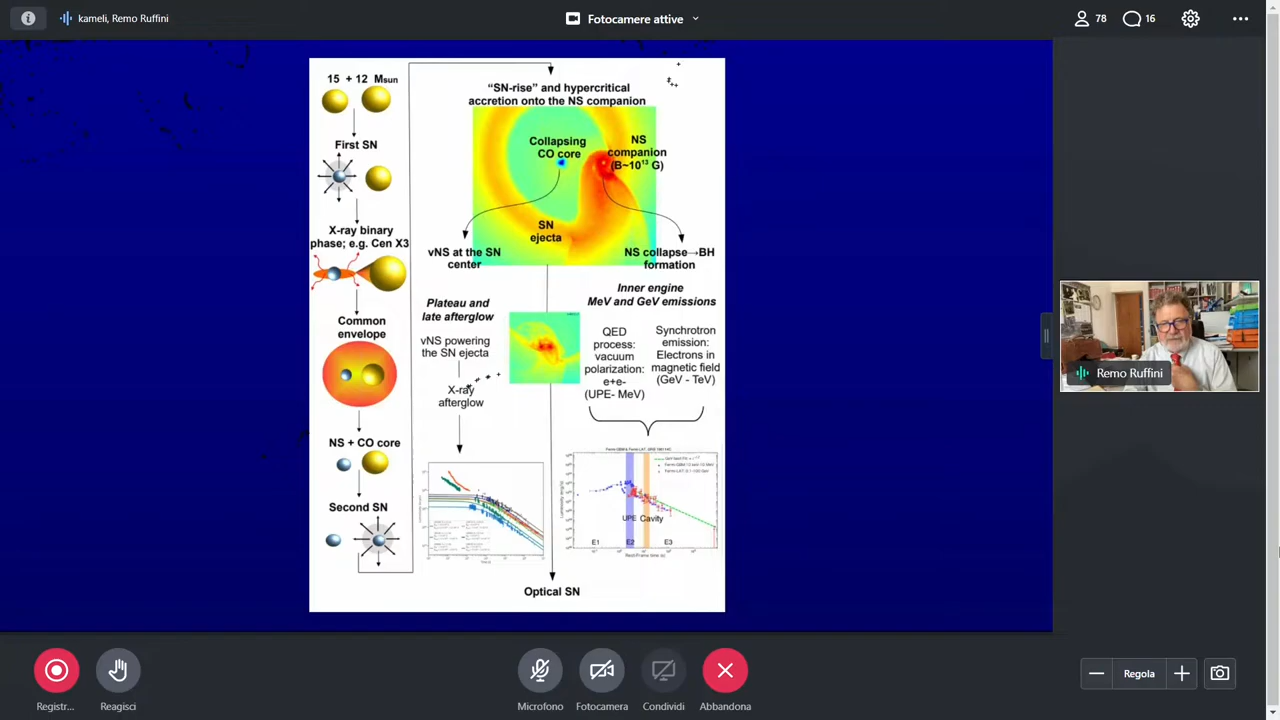 kameli, Remo Ruffini
Fotocamere attive
78
16
15 + 12 Msun
First SN
X-ray binary
phase; e.g. Cen X3
Common
envelope
NS + CO core
Second SN
“SN-rise” and hypercritical
accretion onto the NS companion
Collapsing
CO core
NS
companion
(B~10¹³ G)
SN
ejecta
vNS at the SN
center
NS collapse→BH
formation
Plateau and
late afterglow
vNS powering
the SN ejecta
X-ray
afterglow
Inner engine
MeV and GeV emissions
QED
process:
vacuum
polarization:
e+e-
(UPE- MeV)
Synchrotron
emission:
Electrons in
magnetic field
(GeV - TeV)
UPE Cavity
E1 E2 E3
Rest-Frame time (s)
Optical SN
Remo Ruffini
Registr...
Reagisci
Microfono
Fotocamera
Condividi
Abbandona
Regola